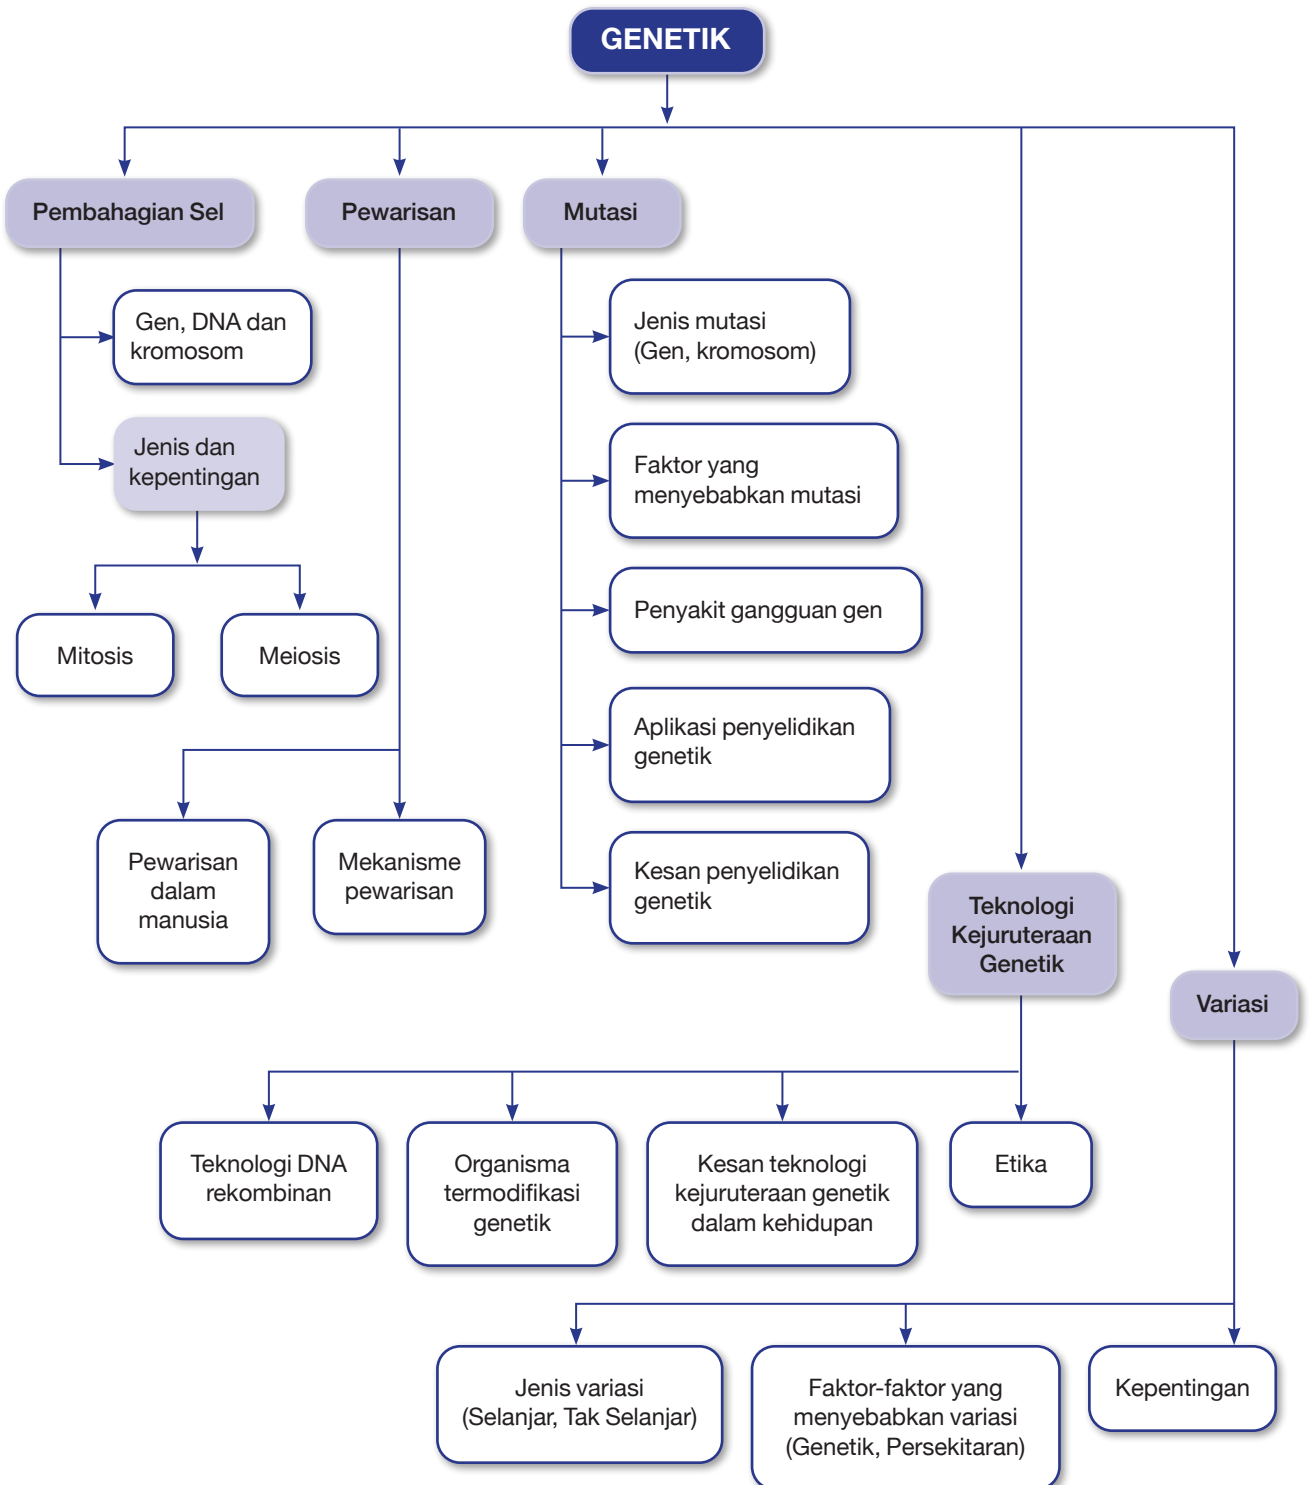 GENETIK
Pembahagian Sel
Pewarisan
Mutasi
Gen, DNA dan
kromosom
Jenis dan
kepentingan
Mitosis
Meiosis
Pewarisan
dalam
manusia
Mekanisme
pewarisan
Jenis mutasi
(Gen, kromosom)
Faktor yang
menyebabkan mutasi
Penyakit gangguan gen
Aplikasi penyelidikan
genetik
Kesan penyelidikan
genetik
Teknologi
Kejuruteraan
Genetik
Variasi
Teknologi DNA
rekombinan
Organisma
termodifikasi
genetik
Kesan teknologi
kejuruteraan genetik
dalam kehidupan
Etika
Jenis variasi
(Selanjar, Tak Selanjar)
Faktor-faktor yang
menyebabkan variasi
(Genetik, Persekitaran)
Kepentingan